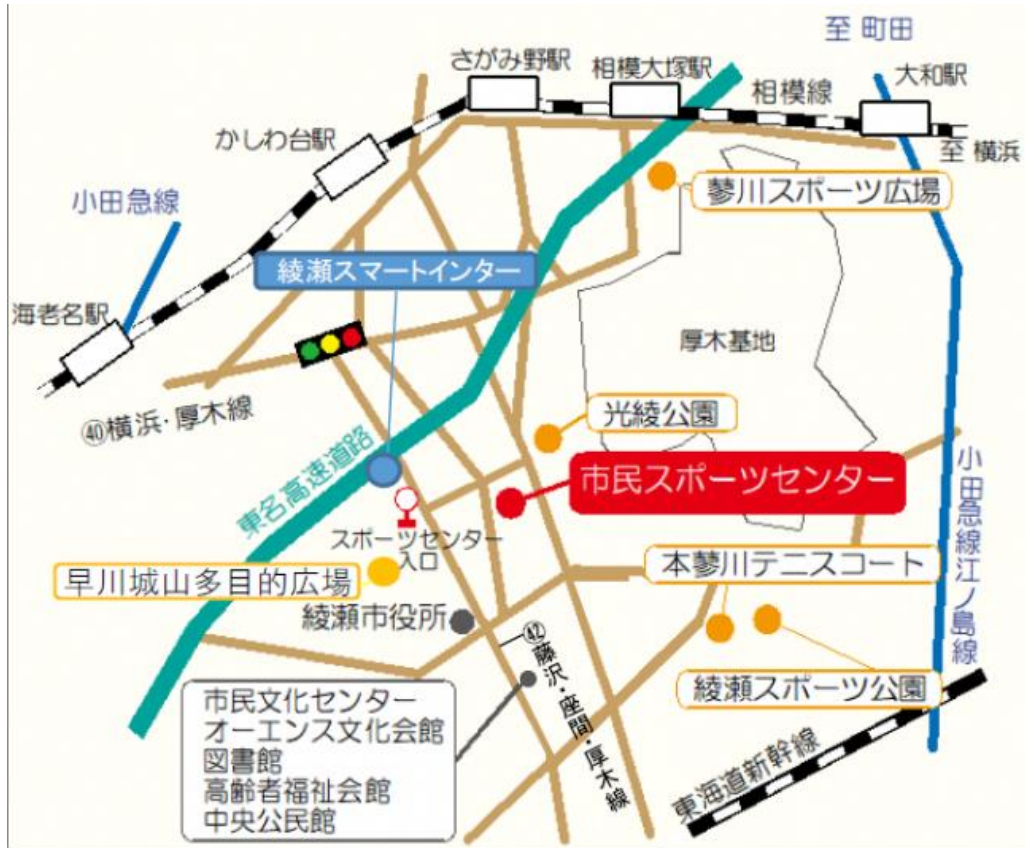 至 町田
さがみ野駅
相模大塚駅
大和駅
相模線
かしわ台駅
至 横浜
蓼川スポーツ広場
小田急線
綾瀬スマートインター
海老名駅
厚木基地
㊵横浜・厚木線
光綾公園
東名高速道路
市民スポーツセンター
小田急線江ノ島線
スポーツセンター
入口
本蓼川テニスコート
早川城山多目的広場
綾瀬市役所
㊷藤沢・座間・厚木線
綾瀬スポーツ公園
市民文化センター
オーエンス文化会館
図書館
高齢者福祉会館
中央公民館
東海道新幹線